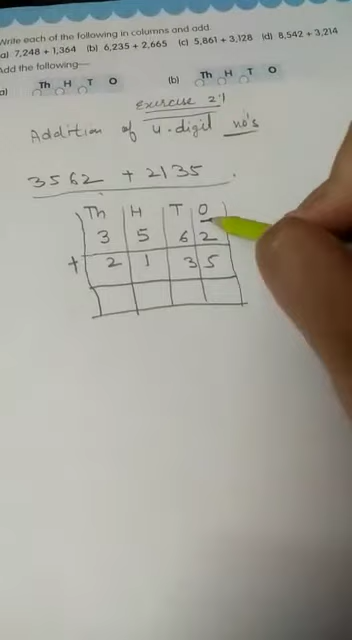 Write each of the following in columns and add.
a) 7,248 + 1,364 (b) 6,235 + 2,665 (c) 5,861 + 3,128 (d) 8,542 + 3,214
Add the following—
a) Th H T O (b) Th H T O
Exercise 2.1
Addition of 4-digit no's
3562 + 2135
Th H T O
3 5 6 2
+ 2 1 3 5